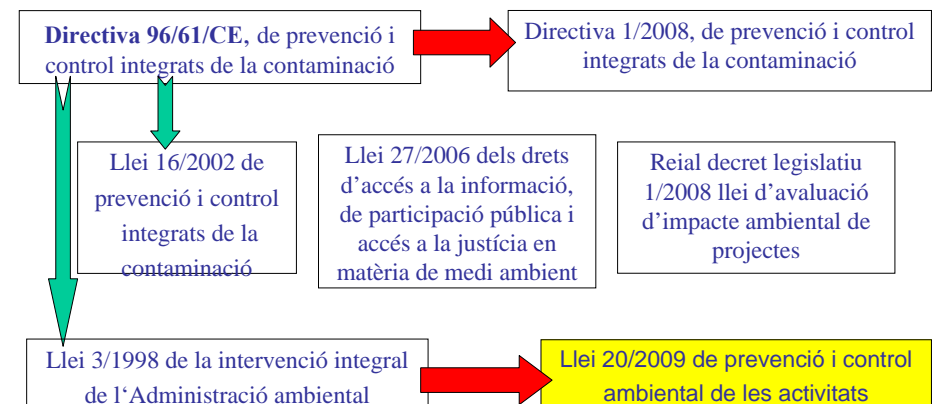 Directiva 96/61/CE, de prevenció i
control integrats de la contaminació
Directiva 1/2008, de prevenció i control
integrats de la contaminació
Llei 16/2002 de
prevenció i control
integrats de la
contaminació
Llei 27/2006 dels drets
d’accés a la informació,
de participació pública i
accés a la justícia en
matèria de medi ambient
Reial decret legislatiu
1/2008 llei d’avaluació
d’impacte ambiental de
projectes
Llei 3/1998 de la intervenció integral
de l‘Administració ambiental
Llei 20/2009 de prevenció i control
ambiental de les activitats